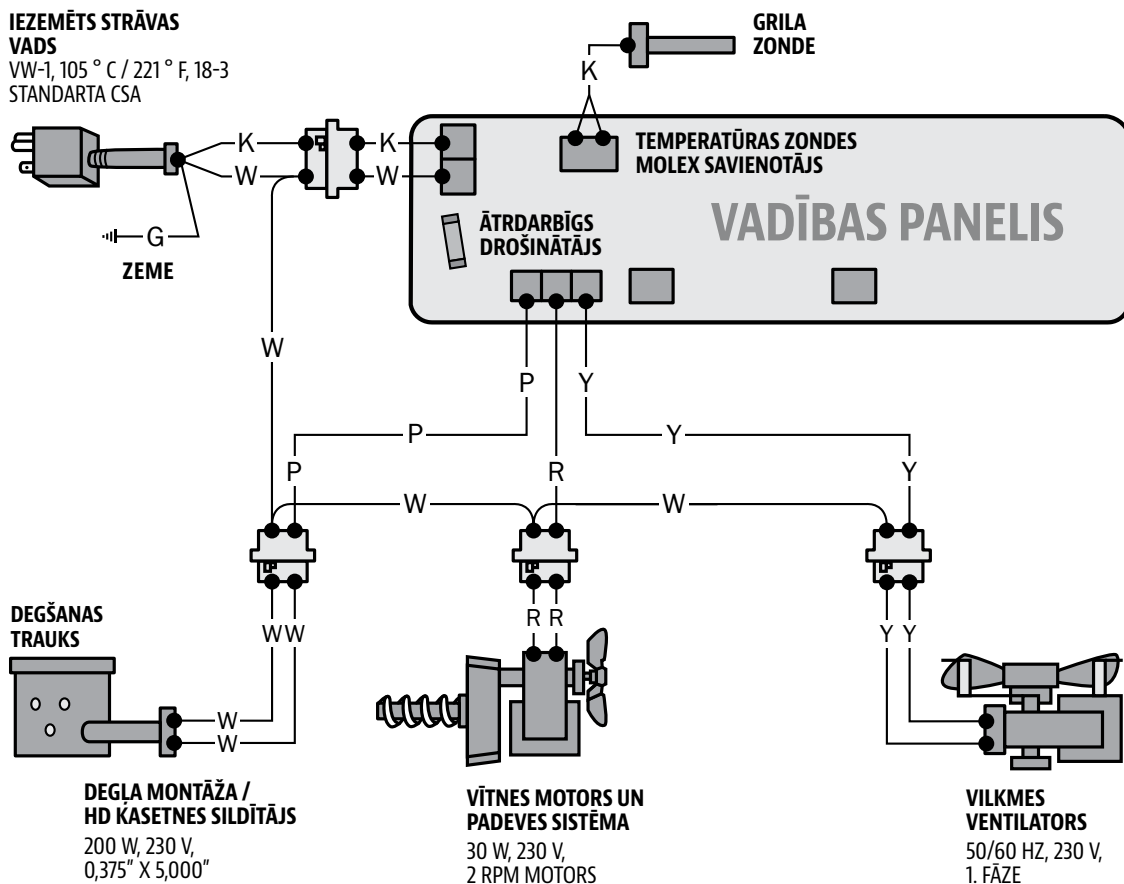 IEZEMĒTS STRĀVAS
VADS
VW-1, 105 ° C / 221 ° F, 18-3
STANDARTA CSA
GRILA
ZONDE
K
K
K
W
W
G
ZEME
TEMPERATŪRAS ZONDES
MOLEX SAVIENOTĀJS
VADĪBAS PANELIS
ĀTRDARBĪGS
DROŠINĀTĀJS
W
P
Y
P
Y
P
R
Y
W
W
R R
W W
Y Y
DEGŠANAS
TRAUKS
W
W
DEGĻA MONTĀŽA /
HD KASETNES SILDĪTĀJS
200 W, 230 V,
0,375” X 5,000”
VĪTNES MOTORS UN
PADEVES SISTĒMA
30 W, 230 V,
2 RPM MOTORS
VILKMES
VENTILATORS
50/60 HZ, 230 V,
1. FĀZE